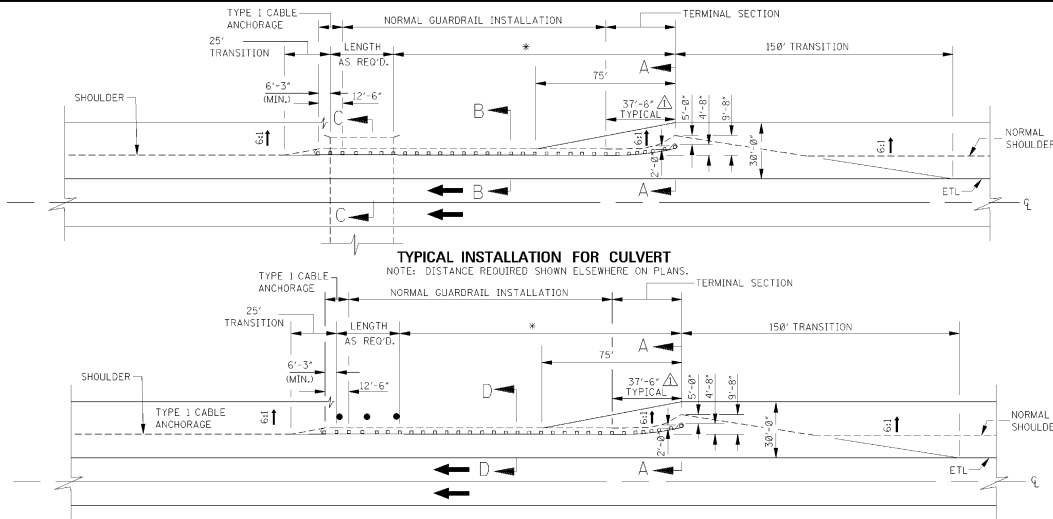 TYPE 1 CABLE
ANCHORAGE
NORMAL GUARDRAIL INSTALLATION
TERMINAL SECTION
25'
TRANSITION
LENGTH
AS REQ'D.
*
150' TRANSITION
A
6'-3"
(MIN.)
75'
12'-6"
37'-6" 1
TYPICAL
5'-0"
4'-8"
9'-8"
SHOULDER
B
C
6:1
6:1
6:1
2'-0"
30'-0"
NORMAL
SHOULDER
B
A
ETL
C
℄
TYPICAL INSTALLATION FOR CULVERT
NOTE: DISTANCE REQUIRED SHOWN ELSEWHERE ON PLANS.
TYPE 1 CABLE
ANCHORAGE
NORMAL GUARDRAIL INSTALLATION
TERMINAL SECTION
25'
TRANSITION
LENGTH
AS REQ'D.
*
150' TRANSITION
A
6'-3"
(MIN.)
75'
12'-6"
37'-6" 1
TYPICAL
5'-0"
4'-8"
9'-8"
SHOULDER
D
TYPE 1 CABLE
ANCHORAGE
6:1
6:1
6:1
2'-0"
30'-0"
NORMAL
SHOULDER
D
A
ETL
℄